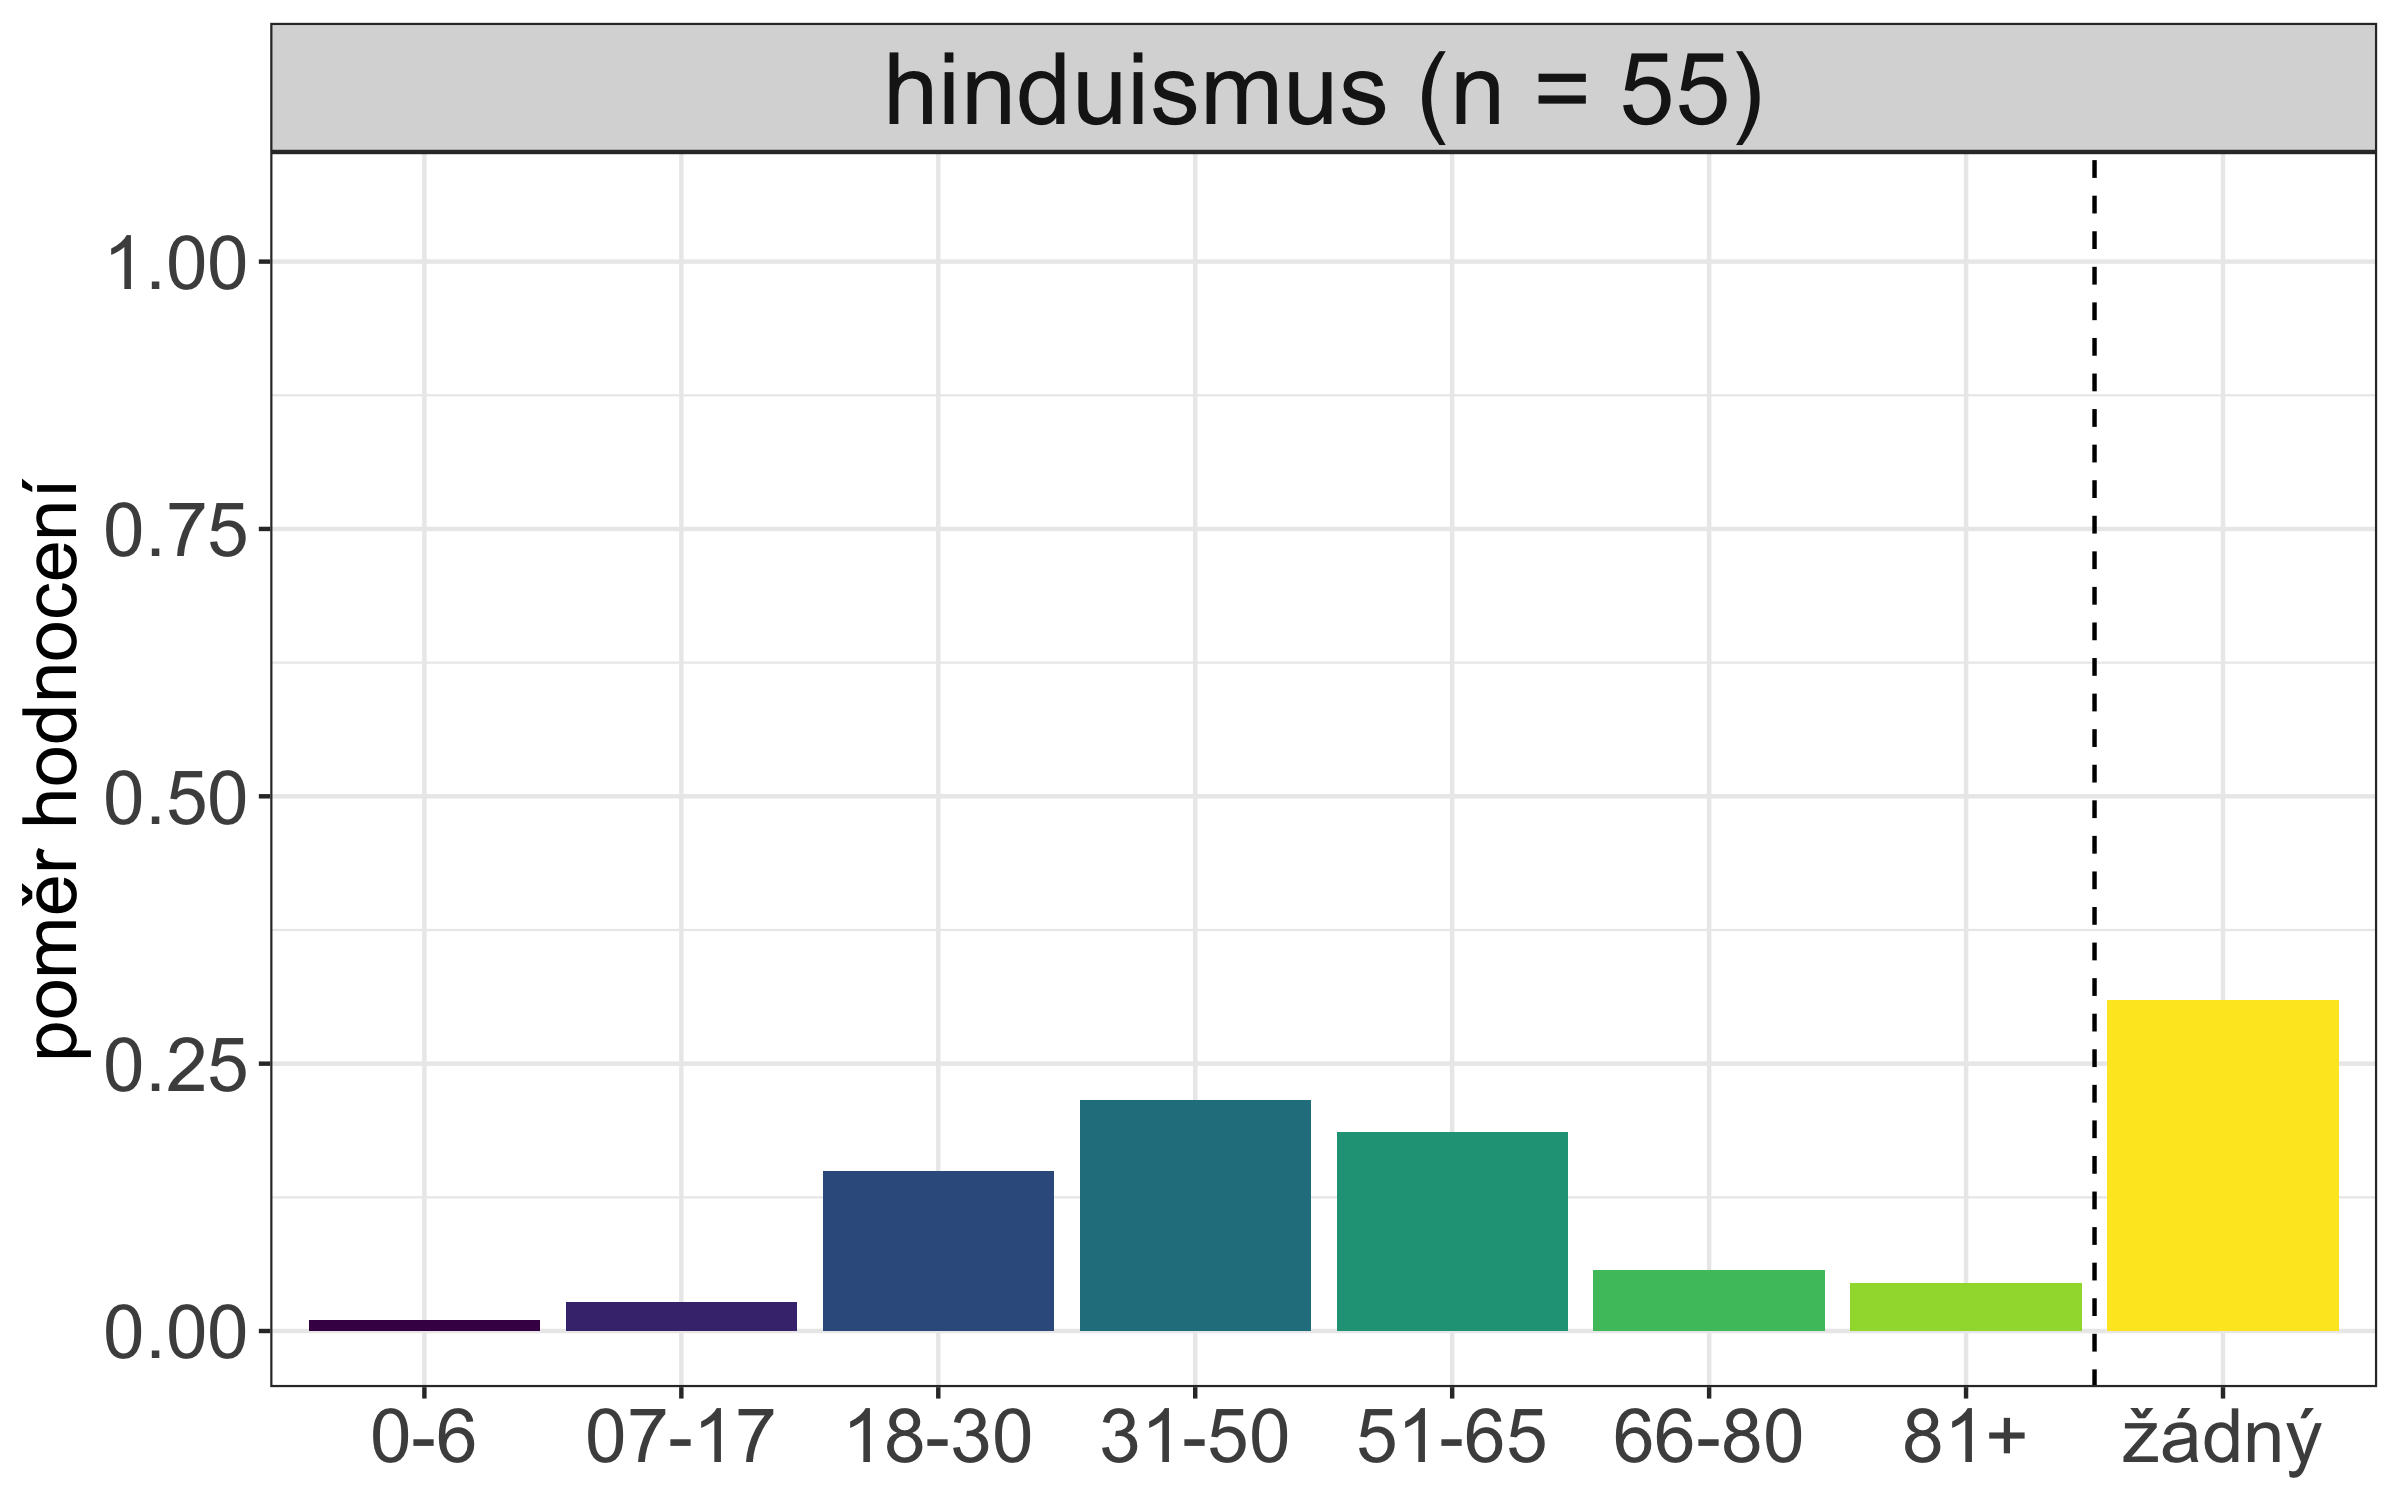 hinduismus (n = 55)
poměr hodnocení
1.00
0.75
0.50
0.25
0.00
0-6 07-17 18-30 31-50 51-65 66-80 81+ žádný